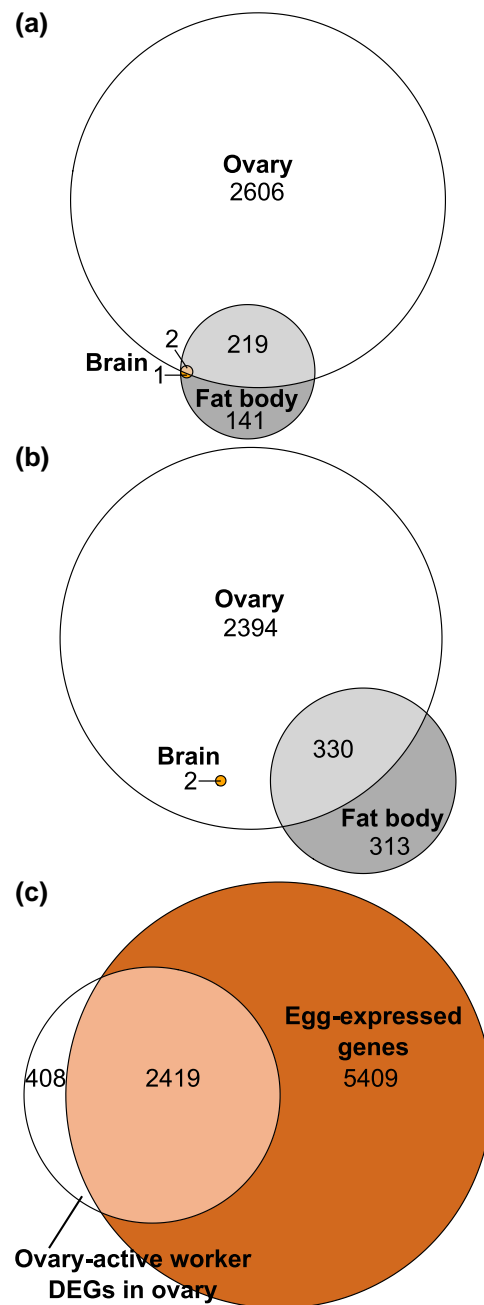 (a)
Ovary
2606
2
219
Brain
1
Fat body
141
(b)
Ovary
2394
Brain
2
330
Fat body
313
(c)
Egg-expressed
genes
408
2419
5409
Ovary-active worker
DEGs in ovary